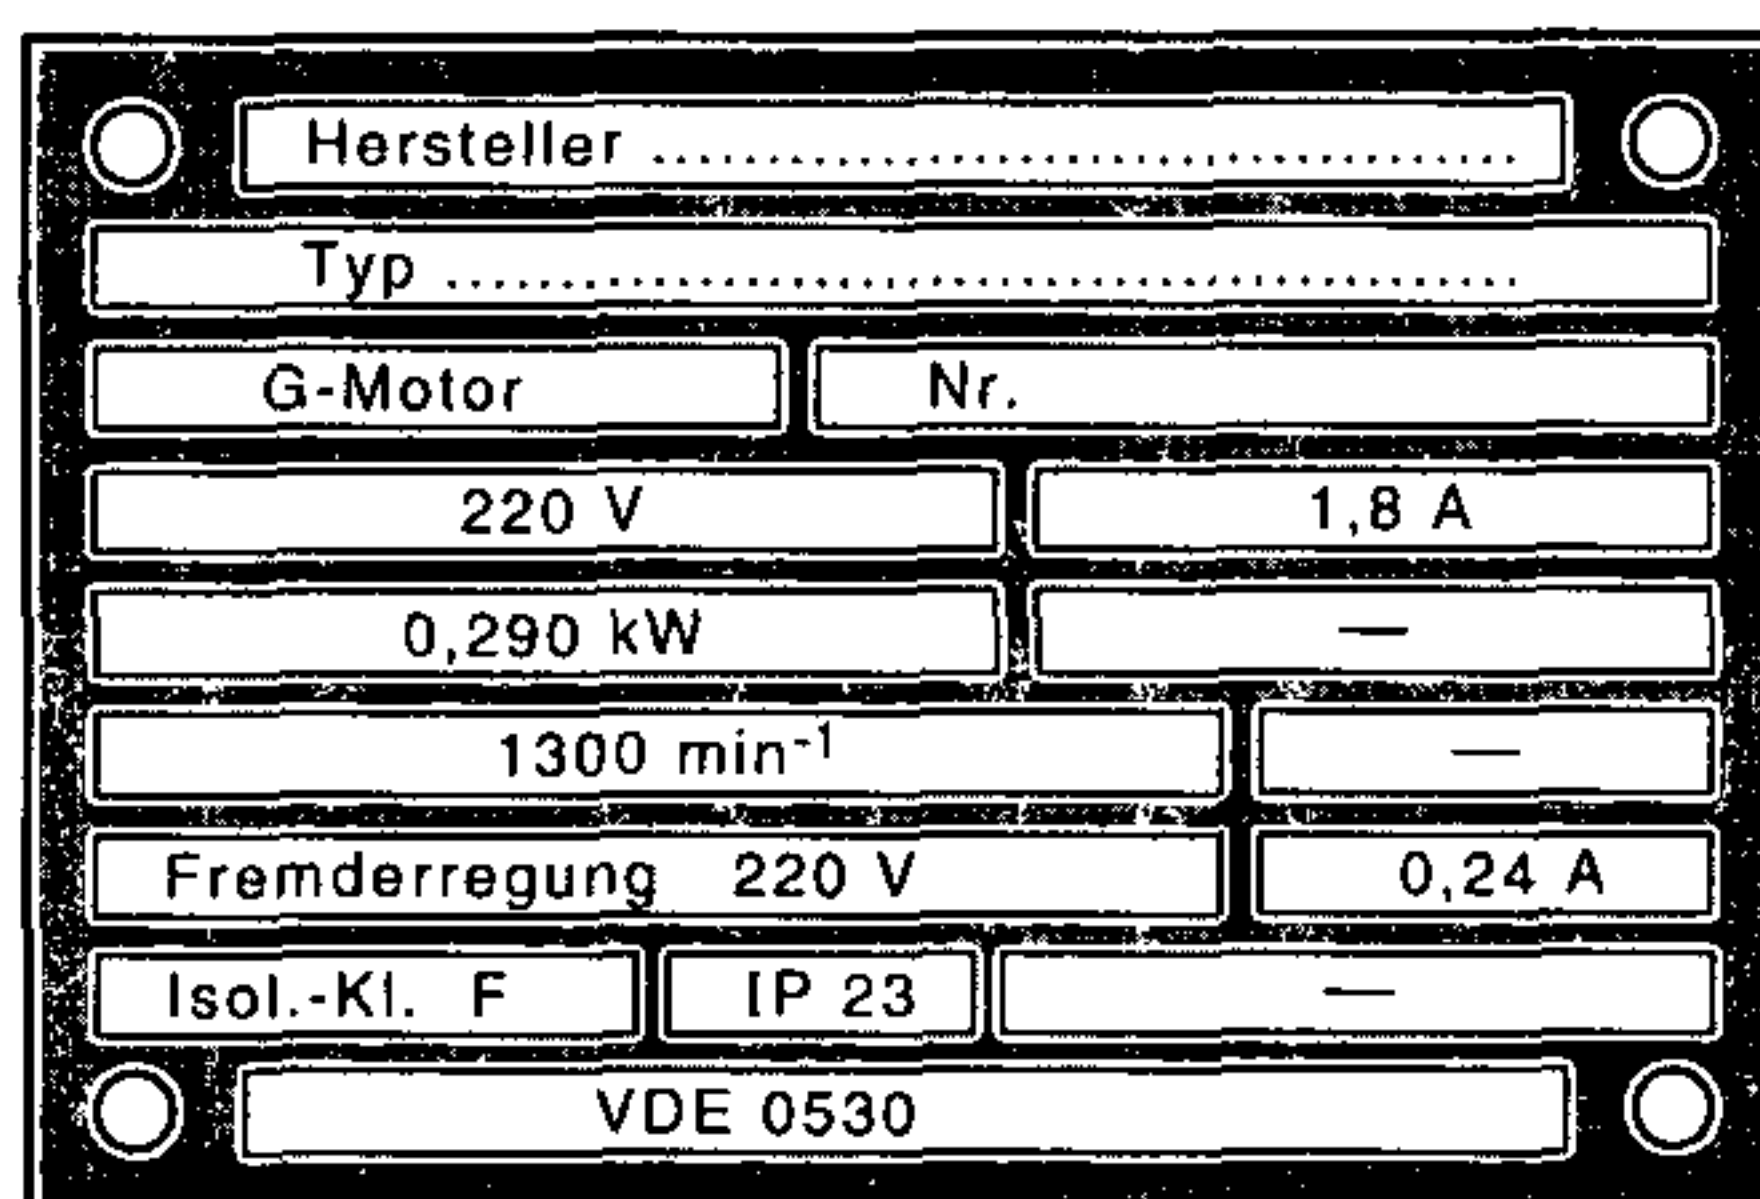 Hersteller ......................................
Typ ...............................................
G-Motor Nr.
220 V 1,8 A
0,290 kW —
1300 min⁻¹ —
Fremderregung 220 V 0,24 A
Isol.-Kl. F IP 23 —
VDE 0530